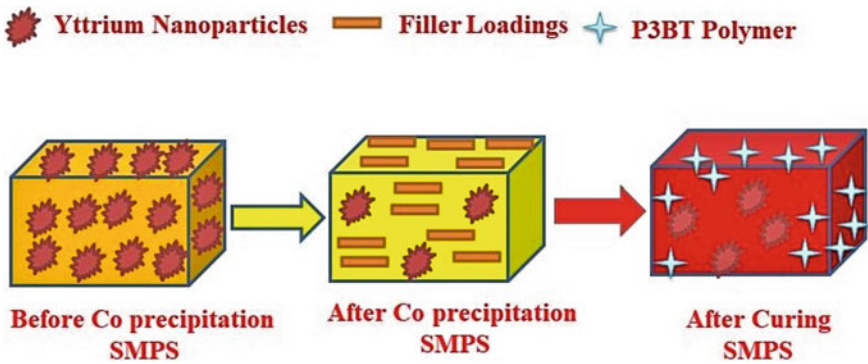 Yttrium Nanoparticles Filler Loadings P3BT Polymer
Before Co precipitation
SMPS
After Co precipitation
SMPS
After Curing
SMPS